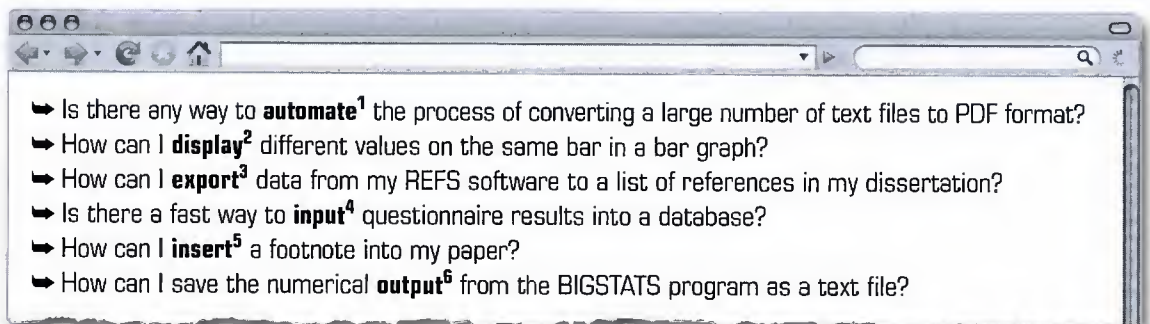 ➥ Is there any way to automate¹ the process of converting a large number of text files to PDF format?
➥ How can I display² different values on the same bar in a bar graph?
➥ How can I export³ data from my REFS software to a list of references in my dissertation?
➥ Is there a fast way to input⁴ questionnaire results into a database?
➥ How can I insert⁵ a footnote into my paper?
➥ How can I save the numerical output⁶ from the BIGSTATS program as a text file?